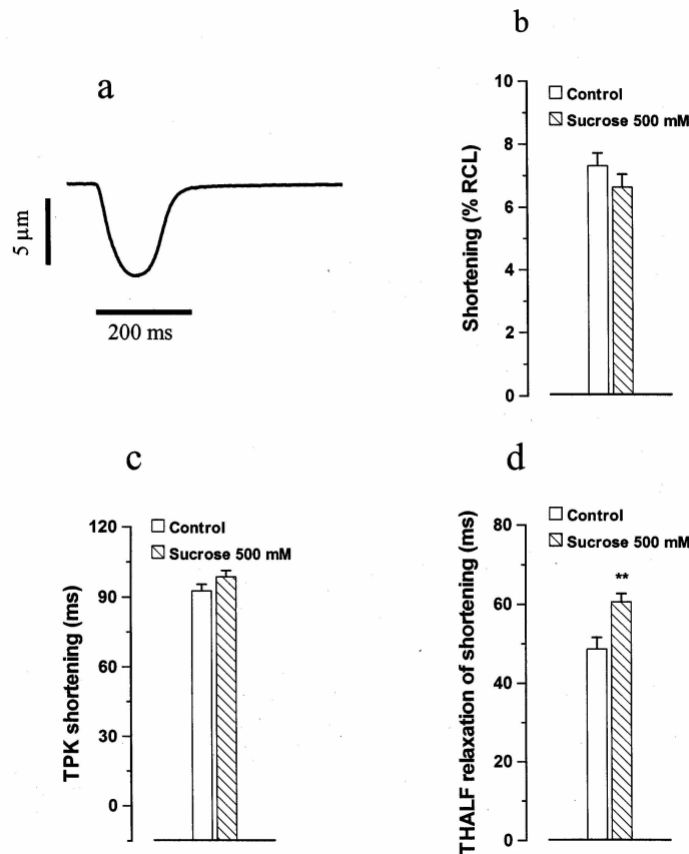 a
5 μm
200 ms
b
Shortening (% RCL)
10
8
6
4
2
0
Control
Sucrose 500 mM
c
TPK shortening (ms)
120
90
60
30
0
Control
Sucrose 500 mM
d
THALF relaxation of shortening (ms)
80
60
40
20
0
Control
Sucrose 500 mM
**